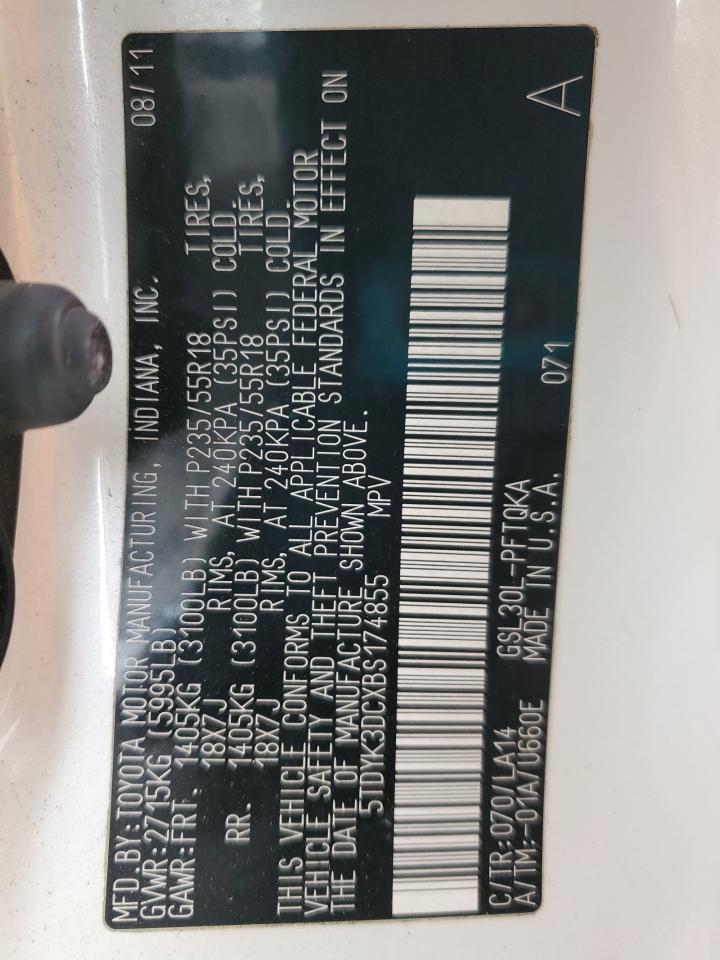 MFD.BY:TOYOTA MOTOR MANUFACTURING, INDIANA, INC. 08/11
GVWR:2715KG (5995LB)
GAWR:FRT. 1405KG (3100LB) WITH P235/55R18 TIRES,
18X7J RIMS, AT 240KPA (35PSI) COLD.
RR. 1405KG (3100LB) WITH P235/55R18 TIRES,
18X7J RIMS, AT 240KPA (35PSI) COLD.
THIS VEHICLE CONFORMS TO ALL APPLICABLE FEDERAL MOTOR
VEHICLE SAFETY AND THEFT PREVENTION STANDARDS IN EFFECT ON
THE DATE OF MANUFACTURE SHOWN ABOVE.
5TDYK3DCXBS174855 MPV
C/TR:070/LA14 GSL30L-PFTQKA
A/TM:-01A/U660E MADE IN U.S.A. 071 A